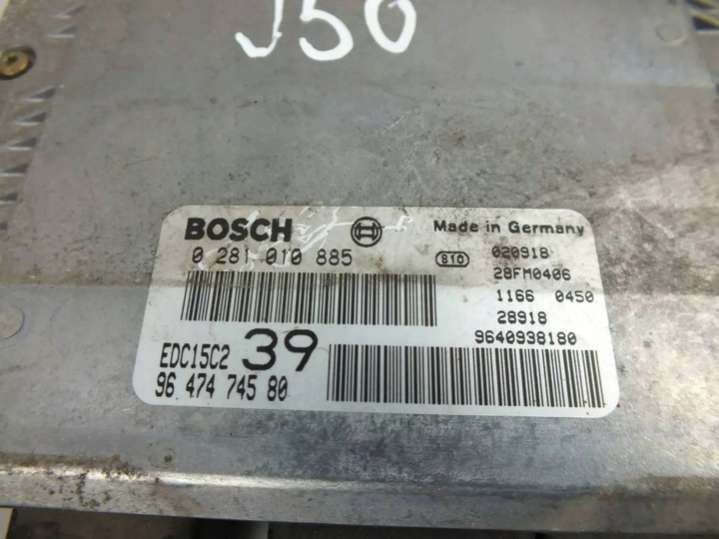 J50
BOSCH
Made in Germany
0 281 010 885
810 020918
28FM0406
1166 0450
28918
EDC15C2 39
9640938180
96 474 745 80